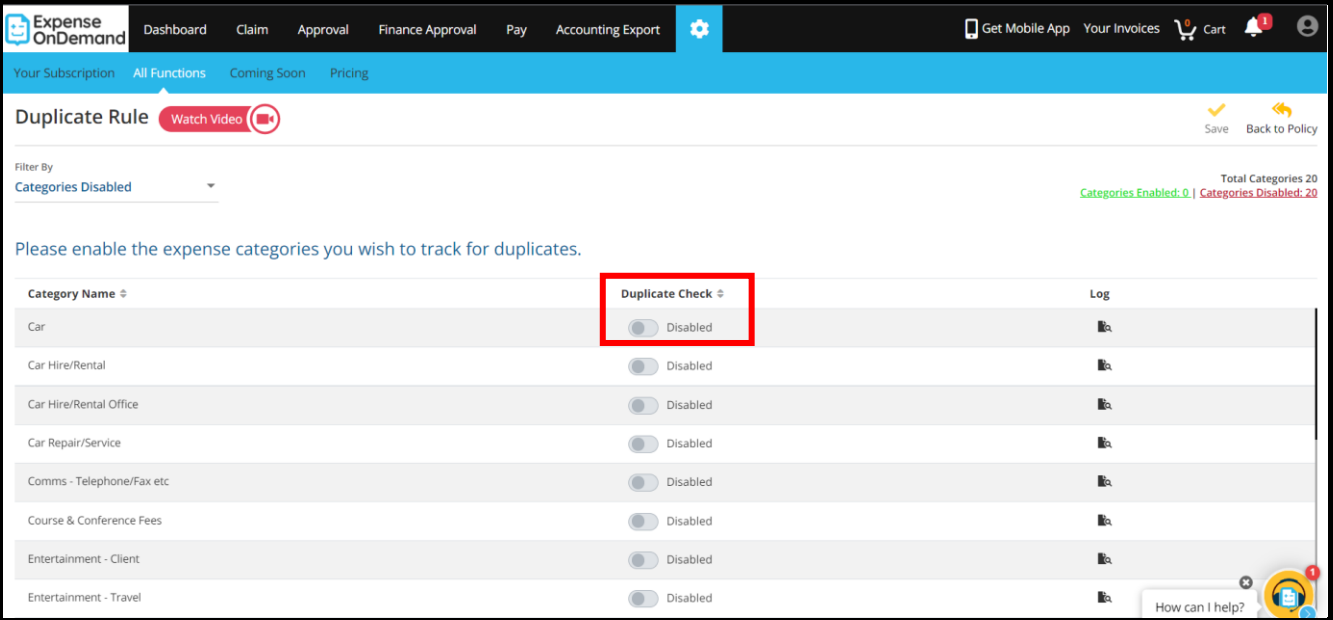 Expense
OnDemand
Dashboard Claim Approval Finance Approval Pay Accounting Export Get Mobile App Your Invoices 0 Cart 1
Your Subscription All Functions Coming Soon Pricing
Duplicate Rule Watch Video
Save Back to Policy
Filter By
Categories Disabled
Total Categories 20
Categories Enabled: 0 | Categories Disabled: 20
Please enable the expense categories you wish to track for duplicates.
Category Name Duplicate Check Log
Car Disabled
Car Hire/Rental Disabled
Car Hire/Rental Office Disabled
Car Repair/Service Disabled
Comms - Telephone/Fax etc Disabled
Course & Conference Fees Disabled
Entertainment - Client Disabled
Entertainment - Travel Disabled
1
How can I help?